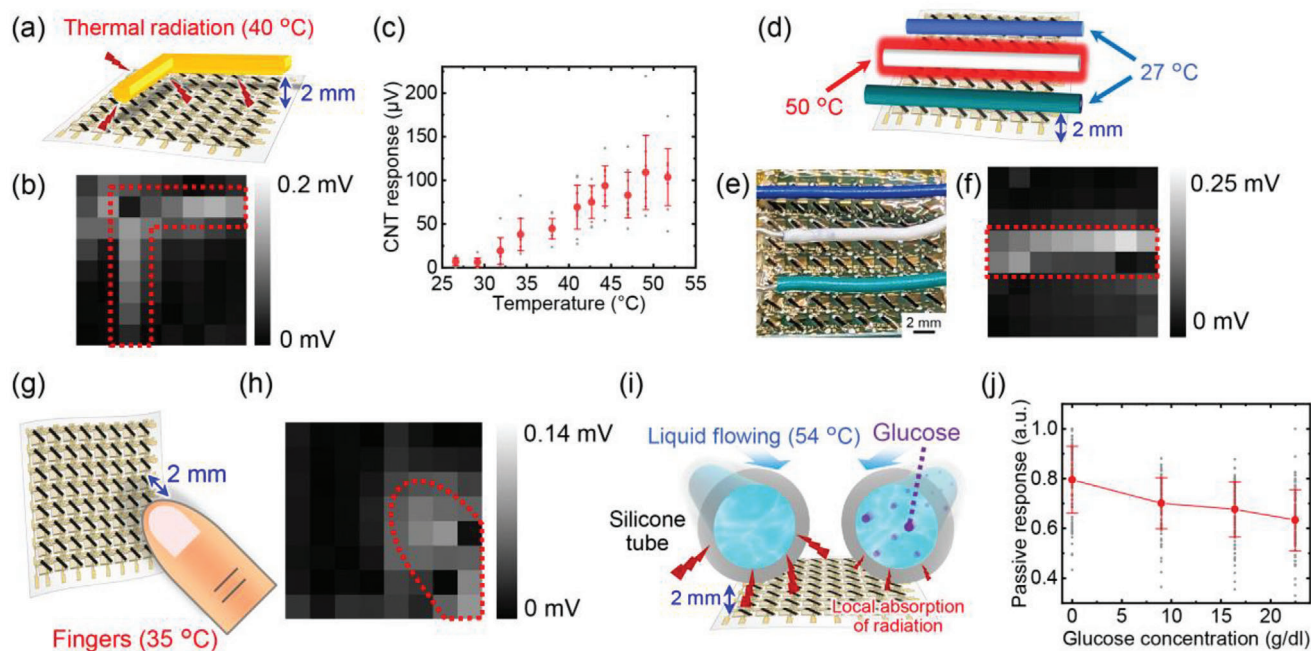 (a)
Thermal radiation (40 °C)
2 mm
(b)
0.2 mV
0 mV
(c)
CNT response (μV)
200
150
100
50
0
25 30 35 40 45 50 55
Temperature (°C)
(d)
50 °C
27 °C
2 mm
(e)
2 mm
(f)
0.25 mV
0 mV
(g)
2 mm
Fingers (35 °C)
(h)
0.14 mV
0 mV
(i)
Liquid flowing (54 °C)
Glucose
Silicone
tube
2 mm
Local absorption
of radiation
(j)
Passive response (a.u.)
1.0
0.8
0.6
0.4
0 5 10 15 20
Glucose concentration (g/dl)